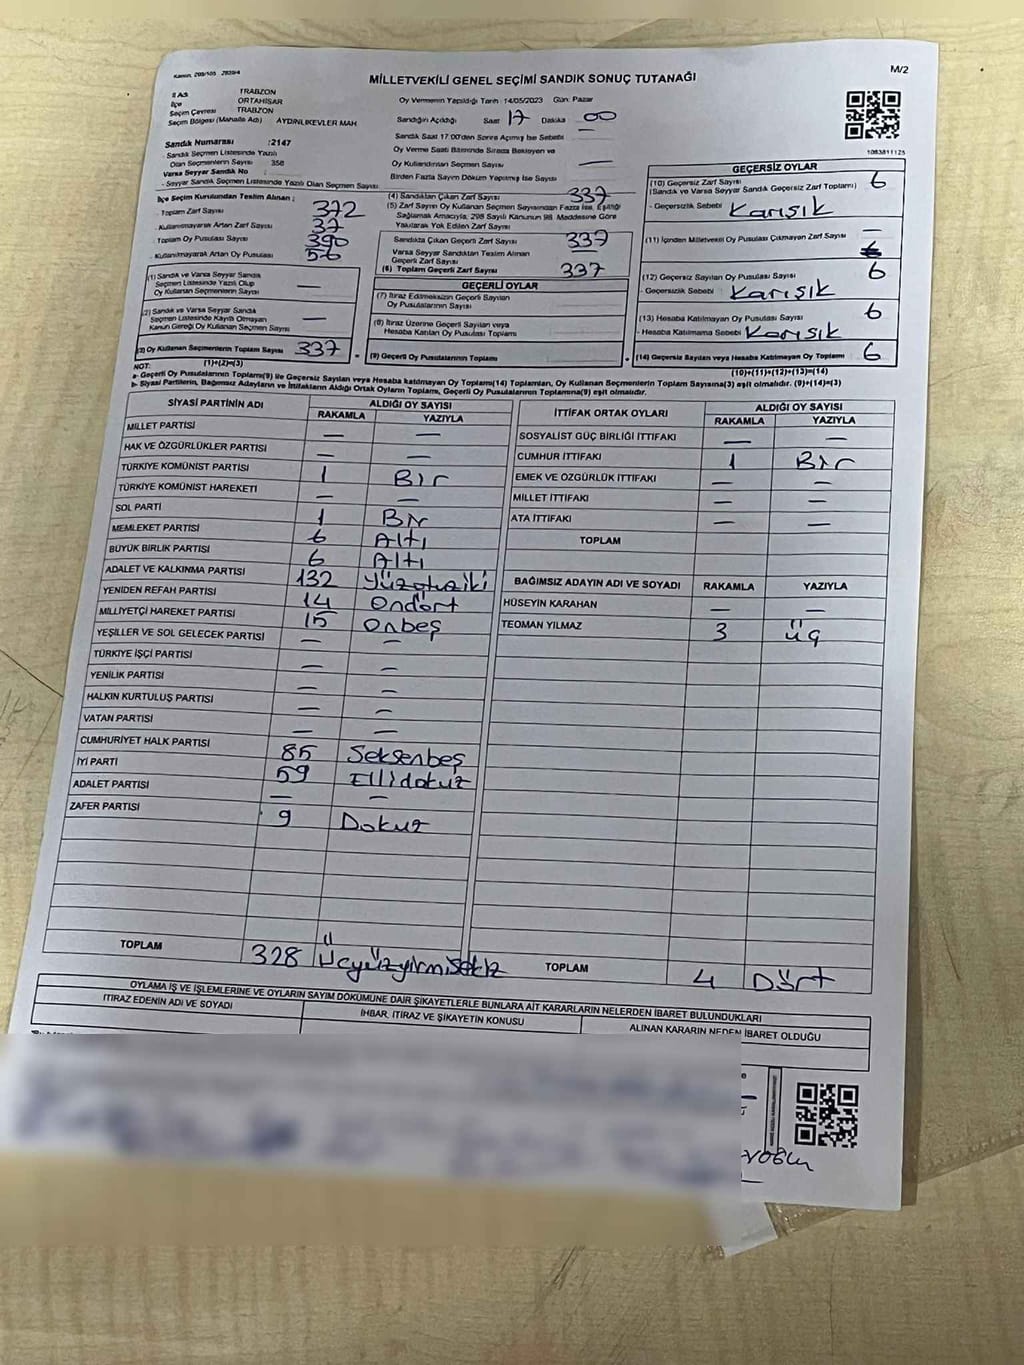 Kanun, 298/105 2839/4
M/2
MİLLETVEKİLİ GENEL SEÇİMİ SANDIK SONUÇ TUTANAĞI
İl Adı TRABZON
İlçe ORTAHİSAR
Seçim Çevresi TRABZON
Seçim Bölgesi (Mahalle Adı) AYDINLIKEVLER MAH.
Sandık Numarası :2147
- Sandık Seçmen Listesinde Yazılı
Olan Seçmenlerin Sayısı 358
Varsa Seyyar Sandık No
- Seyyar Sandık Seçmen Listesinde Yazılı Olan Seçmen Sayısı
Oy Vermenin Yapıldığı Tarih :14/05/2023 Gün: Pazar
Sandığın Açıldığı Saat 17 Dakika 00
Sandık Saat 17.00'den Sonra Açılmış İse Sebebi —
Oy Verme Saati Bitiminde Sırada Bekleyen ve
Oy Kullandırılan Seçmen Sayısı —
Birden Fazla Sayım Döküm Yapılmış İse Sayısı
1083811125
İlçe Seçim Kurulundan Teslim Alınan :
- Toplam Zarf Sayısı 372
- Kullanılmayarak Artan Zarf Sayısı 37
- Toplam Oy Pusulası Sayısı 390
- Kullanılmayarak Artan Oy Pusulası 56
(1) Sandık ve Varsa Seyyar Sandık
Seçmen Listesinde Yazılı Olup
Oy Kullanan Seçmenlerin Sayısı —
(2) Sandık ve Varsa Seyyar Sandık
Seçmen Listesinde Kayıtlı Olmayan
Kanun Gereği Oy Kullanan Seçmen Sayısı —
(3) Oy Kullanan Seçmenlerin Toplam Sayısı 337
(1)+(2)=(3)
(4) Sandıktan Çıkan Zarf Sayısı 337
(5) Zarf Sayısı Oy Kullanan Seçmen Sayısından Fazla İse, Eşitliği
Sağlamak Amacıyla, 298 Sayılı Kanunun 98. Maddesine Göre
Yakılarak Yok Edilen Zarf Sayısı
Sandıkta Çıkan Geçerli Zarf Sayısı 337
Varsa Seyyar Sandıktan Teslim Alınan
Geçerli Zarf Sayısı
(6) Toplam Geçerli Zarf Sayısı 337
GEÇERLİ OYLAR
(7) İtiraz Edilmeksizin Geçerli Sayılan
Oy Pusulalarının Sayısı
(8) İtiraz Üzerine Geçerli Sayılan veya
Hesaba Katılan Oy Pusulası Toplamı
(9) Geçerli Oy Pusulalarının Toplamı
GEÇERSİZ OYLAR
(10) Geçersiz Zarf Sayısı
(Sandık ve Varsa Seyyar Sandık Geçersiz Zarf Toplamı) 6
- Geçersizlik Sebebi Karışık
(11) İçinden Milletvekili Oy Pusulası Çıkmayan Zarf Sayısı —
(12) Geçersiz Sayılan Oy Pusulası Sayısı 6
- Geçersizlik Sebebi Karışık
(13) Hesaba Katılmayan Oy Pusulası Sayısı 6
- Hesaba Katılmama Sebebi Karışık
(14) Geçersiz Sayılan veya Hesaba Katılmayan Oy Toplamı 6
(10)+(11)+(12)+(13)=(14)
NOT:
a- Geçerli Oy Pusulalarının Toplamı(9) ile Geçersiz Sayılan veya Hesaba katılmayan Oy Toplamı(14) Toplamları, Oy Kullanan Seçmenlerin Toplam Sayısına(3) eşit olmalıdır. (9)+(14)=(3)
b- Siyasi Partilerin, Bağımsız Adayların ve İttifakların Aldığı Ortak Oyların Toplamı, Geçerli Oy Pusulalarının Toplamına(9) eşit olmalıdır.
SİYASİ PARTİNİN ADI ALDIĞI OY SAYISI
RAKAMLA YAZIYLA
MİLLET PARTİSİ — —
HAK VE ÖZGÜRLÜKLER PARTİSİ — —
TÜRKİYE KOMÜNİST PARTİSİ 1 Bir
TÜRKİYE KOMÜNİST HAREKETİ — —
SOL PARTİ 1 Bir
MEMLEKET PARTİSİ 6 Altı
BÜYÜK BİRLİK PARTİSİ 6 Altı
ADALET VE KALKINMA PARTİSİ 132 Yüzotuziki
YENİDEN REFAH PARTİSİ 14 Ondört
MİLLİYETÇİ HAREKET PARTİSİ 15 Onbeş
YEŞİLLER VE SOL GELECEK PARTİSİ — —
TÜRKİYE İŞÇİ PARTİSİ — —
YENİLİK PARTİSİ — —
HALKIN KURTULUŞ PARTİSİ — —
VATAN PARTİSİ — —
CUMHURİYET HALK PARTİSİ 85 Seksenbeş
İYİ PARTİ 59 Ellidokuz
ADALET PARTİSİ — —
ZAFER PARTİSİ 9 Dokuz
TOPLAM 328 Üçyüzyirmisekiz
İTTİFAK ORTAK OYLARI ALDIĞI OY SAYISI
RAKAMLA YAZIYLA
SOSYALİST GÜÇ BİRLİĞİ İTTİFAKI — —
CUMHUR İTTİFAKI 1 Bir
EMEK VE ÖZGÜRLÜK İTTİFAKI — —
MİLLET İTTİFAKI — —
ATA İTTİFAKI — —
TOPLAM
BAĞIMSIZ ADAYIN ADI VE SOYADI RAKAMLA YAZIYLA
HÜSEYİN KARAHAN — —
TEOMAN YILMAZ 3 Üç
TOPLAM 4 Dört
OYLAMA İŞ VE İŞLEMLERİNE VE OYLARIN SAYIM DÖKÜMÜNE DAİR ŞİKAYETLERLE BUNLARA AİT KARARLARIN NELERDEN İBARET BULUNDUKLARI
İTİRAZ EDENİN ADI VE SOYADI İHBAR, İTİRAZ VE ŞİKAYETİN KONUSU ALINAN KARARIN NEDEN İBARET OLDUĞU